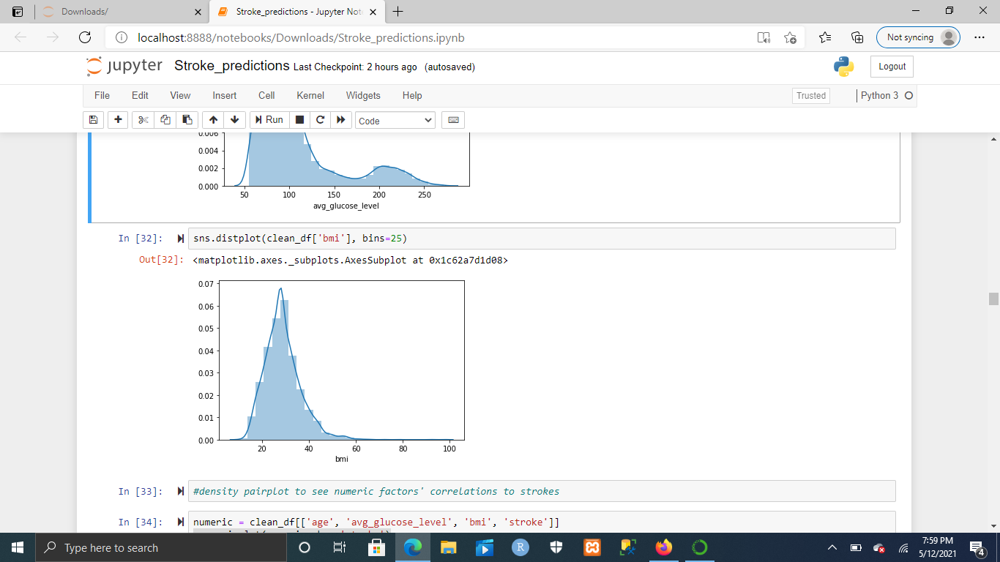 Downloads/
Stroke_predictions - Jupyter Not
localhost:8888/notebooks/Downloads/Stroke_predictions.ipynb
Not syncing
jupyter Stroke_predictions Last Checkpoint: 2 hours ago (autosaved)
Logout
File Edit View Insert Cell Kernel Widgets Help
Trusted
Python 3
Run
Code
0.006
0.004
0.002
0.000
50 100 150 200 250
avg_glucose_level
In [32]: sns.distplot(clean_df['bmi'], bins=25)
Out[32]: <matplotlib.axes._subplots.AxesSubplot at 0x1c62a7d1d08>
0.07
0.06
0.05
0.04
0.03
0.02
0.01
0.00
20 40 60 80 100
bmi
In [33]: #density pairplot to see numeric factors' correlations to strokes
In [34]: numeric = clean_df[['age', 'avg_glucose_level', 'bmi', 'stroke']]
Type here to search
R
7:59 PM
5/12/2021
4